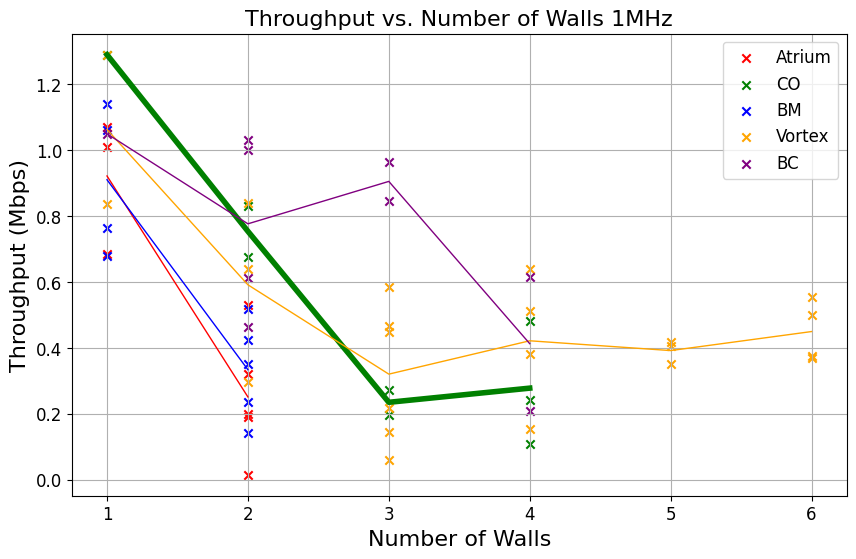 Throughput vs. Number of Walls 1MHz
Throughput (Mbps)
1.2
1.0
0.8
0.6
0.4
0.2
0.0
Atrium
CO
BM
Vortex
BC
1 2 3 4 5 6
Number of Walls